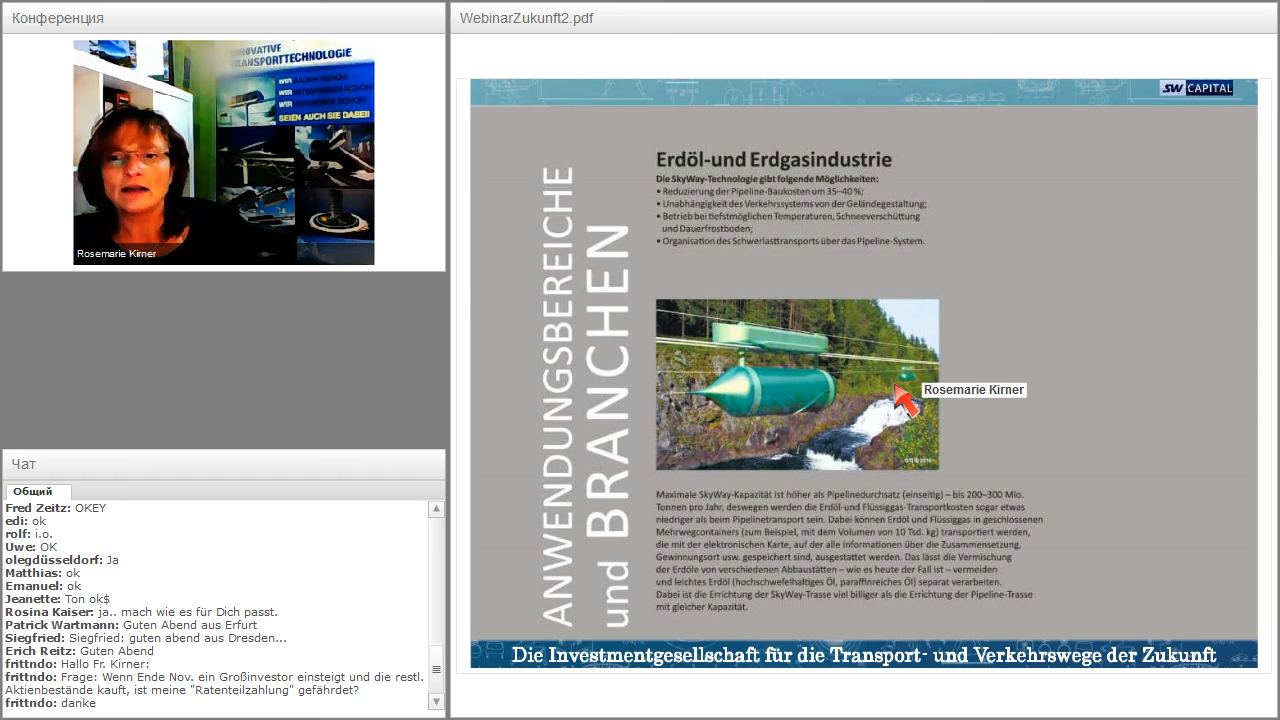 Конференция
INNOVATIVE
TRANSPORTTECHNOLOGIE
WIR BAUEN SCHON!
WIR INTEGRIEREN SCHON!
WIR VERDIENEN SCHON!
SEIEN AUCH SIE DABEI!
Rosemarie Kirner
Чат
Общий
Fred Zeitz: OKEY
edi: ok
rolf: i.o.
Uwe: OK
olegdüsseldorf: Ja
Matthias: ok
Emanuel: ok
Jeanette: Ton ok$
Rosina Kaiser: ja.. mach wie es für Dich passt.
Patrick Wartmann: Guten Abend aus Erfurt
Siegfried: Siegfried: guten abend aus Dresden...
Erich Reitz: Guten Abend
frittndo: Hallo Fr. Kirner:
frittndo: Frage: Wenn Ende Nov. ein Großinvestor einsteigt und die restl.
Aktienbestände kauft, ist meine "Ratenteilzahlung" gefährdet?
frittndo: danke
WebinarZukunft2.pdf
SW CAPITAL
ANWENDUNGSBEREICHE
und BRANCHEN
Erdöl-und Erdgasindustrie
Die SkyWay-Technologie gibt folgende Möglichkeiten:
• Reduzierung der Pipeline-Baukosten um 35–40 %;
• Unabhängigkeit des Verkehrssystems von der Geländegestaltung;
• Betrieb bei tiefstmöglichen Temperaturen, Schneeverschüttung
und Dauerfrostboden;
• Organisation des Schwerlasttransports über das Pipeline-System.
Rosemarie Kirner
Maximale SkyWay-Kapazität ist höher als Pipelinedurchsatz (einseitig) – bis 200–300 Mio.
Tonnen pro Jahr, deswegen werden die Erdöl-und Flüssiggas-Transportkosten sogar etwas
niedriger als beim Pipelinetransport sein. Dabei können Erdöl und Flüssiggas in geschlossenen
Mehrwegcontainers (zum Beispiel, mit dem Volumen von 10 Tsd. kg) transportiert werden,
die mit der elektronischen Karte, auf der alle Informationen über die Zusammensetzung,
Gewinnungsort usw. gespeichert sind, ausgestattet werden. Das lässt die Vermischung
der Erdöle von verschiedenen Abbaustätten – wie es heute der Fall ist – vermeiden
und leichtes Erdöl (hochschwefelhaltiges Öl, paraffinreiches Öl) separat verarbeiten.
Dabei ist die Errichtung der SkyWay-Trasse viel billiger als die Errichtung der Pipeline-Trasse
mit gleicher Kapazität.
Die Investmentgesellschaft für die Transport- und Verkehrswege der Zukunft